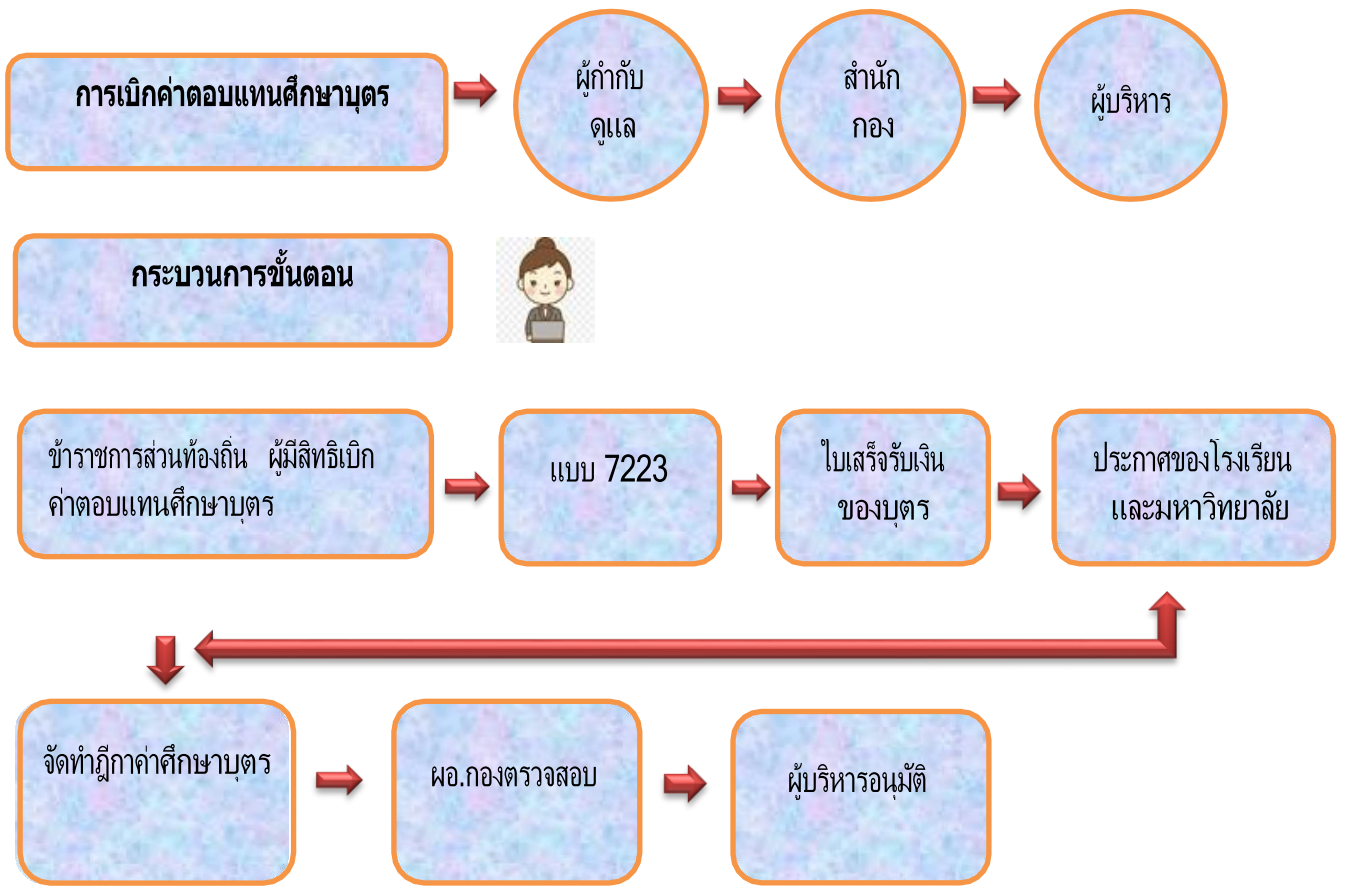 การเบิกค่าตอบแทนศึกษาบุตร
ผู้กำกับ
ดูแล
สำนัก
กอง
ผู้บริหาร
กระบวนการขั้นตอน
ข้าราชการส่วนท้องถิ่น ผู้มีสิทธิเบิก
ค่าตอบแทนศึกษาบุตร
แบบ 7223
ใบเสร็จรับเงิน
ของบุตร
ประกาศของโรงเรียน
และมหาวิทยาลัย
จัดทำฎีกาค่าศึกษาบุตร
ผอ.กองตรวจสอบ
ผู้บริหารอนุมัติ